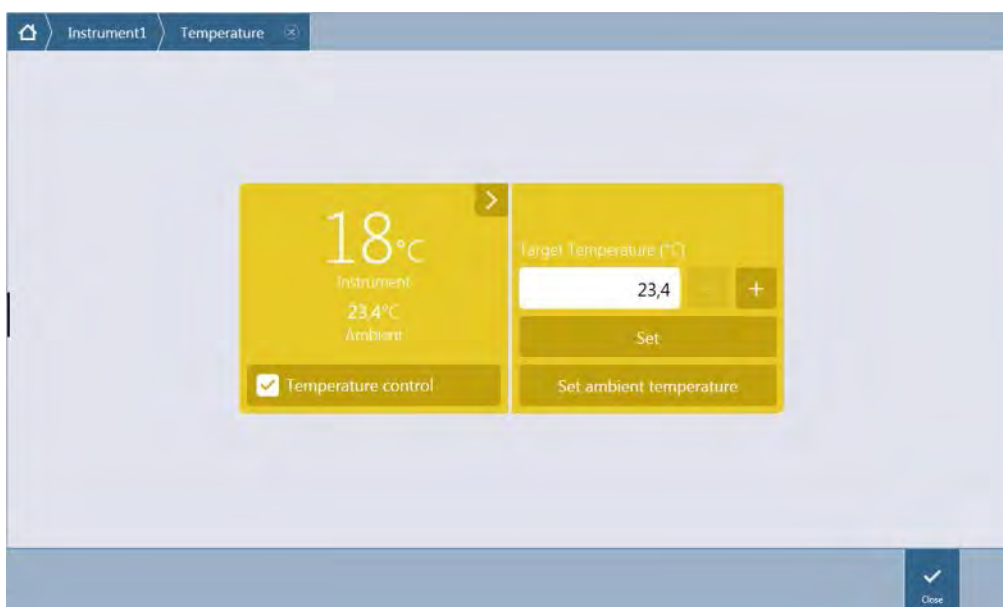 Instrument1
Temperature
18°C
Instrument
23,4°C
Ambient
Temperature control
Target Temperature (°C)
23,4
Set
Set ambient temperature
Close